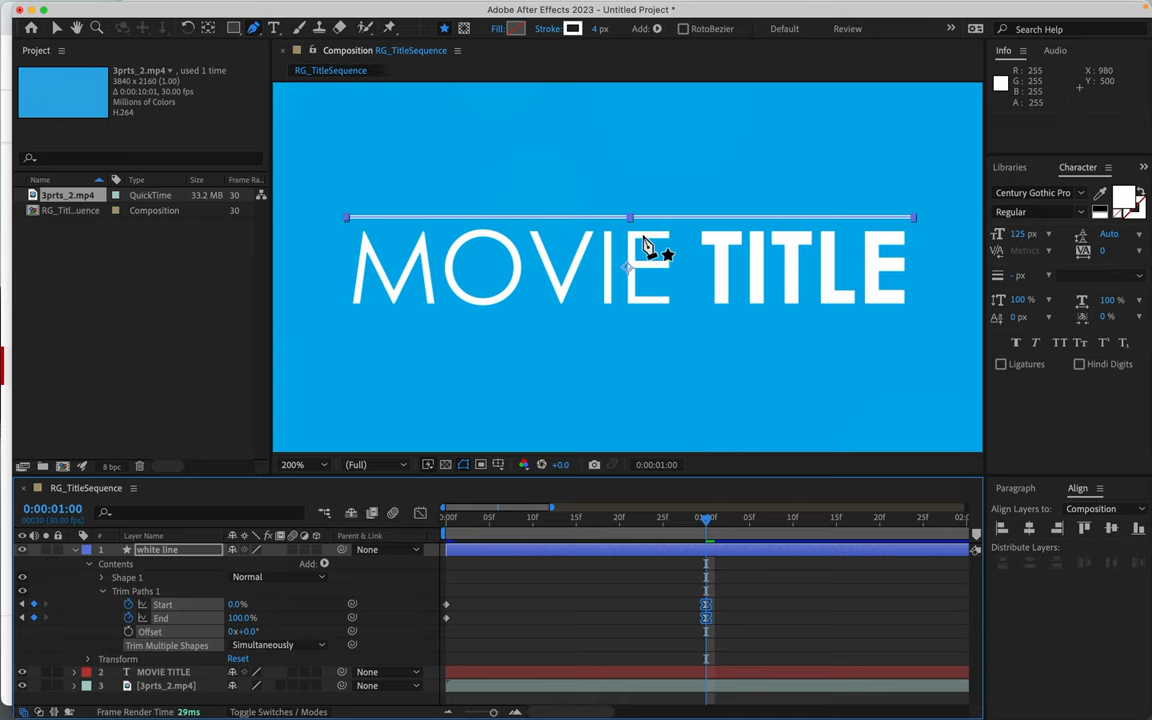 Adobe After Effects 2023 - Untitled Project *
Fill:
Stroke:
4 px
Add:
RotoBezier
Default
Review
Search Help
Project
3prts_2.mp4 , used 1 time
3840 x 2160 (1.00)
Δ 0:00:10:01, 30.00 fps
Millions of Colors
H.264
Name
Type
Size
Frame Ra..
3prts_2.mp4
QuickTime
33.2 MB
30
RG_Titl...uence
Composition
30
8 bpc
Composition RG_TitleSequence
RG_TitleSequence
MOVIE TITLE
200%
(Full)
+0.0
0:00:01:00
Info
Audio
R : 255
G : 255
B : 255
A : 255
X : 980
Y : 500
Libraries
Character
Century Gothic Pro
Regular
125 px
Auto
Metrics
0
- px
100 %
100 %
0 px
0 %
T T TT Tᴛ T¹ T₁
Ligatures
Hindi Digits
Paragraph
Align
Align Layers to:
Composition
Distribute Layers:
RG_TitleSequence
0:00:01:00
00030 (30.00 fps)
#
Layer Name
Parent & Link
:00f
05f
10f
15f
20f
25f
01:00f
05f
10f
15f
20f
25f
02:0
1
white line
None
Contents
Add:
Shape 1
Normal
Trim Paths 1
Start
0.0%
End
100.0%
Offset
0x+0.0°
Trim Multiple Shapes
Simultaneously
Transform
Reset
2
T
MOVIE TITLE
None
3
[3prts_2.mp4]
None
Frame Render Time 29ms
Toggle Switches / Modes